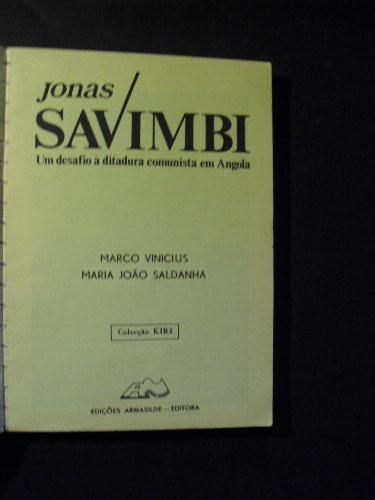 Jonas
SAVIMBI
Um desafio à ditadura comunista em Angola
MARCO VINICIUS
MARIA JOÃO SALDANHA
Colecção KIRI
EDIÇÕES ARMASILDE — EDITORA